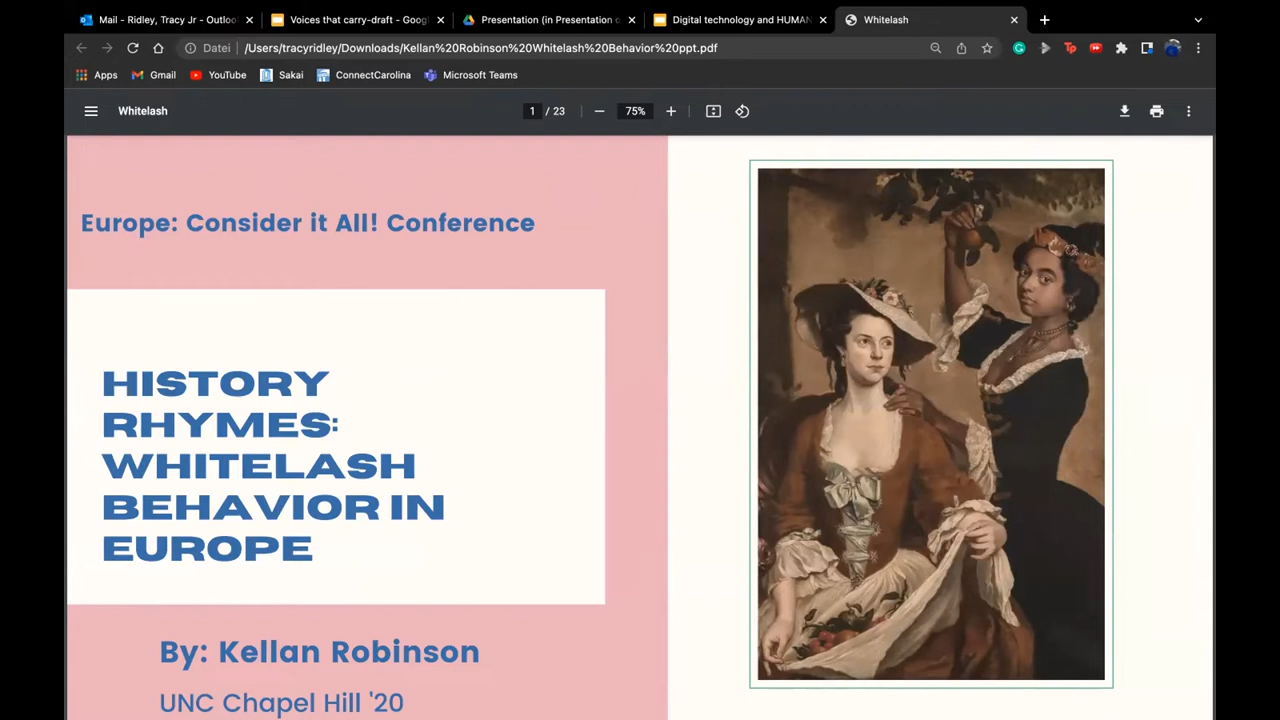 Mail - Ridley, Tracy Jr - Outloo
Voices that carry-draft - Goog
Presentation (in Presentation o
Digital technology and HUMAN
Whitelash
Datei /Users/tracyridley/Downloads/Kellan%20Robinson%20Whitelash%20Behavior%20ppt.pdf
Apps Gmail YouTube Sakai ConnectCarolina Microsoft Teams
Whitelash 1 / 23 75%
Europe: Consider it All! Conference
HISTORY
RHYMES:
WHITELASH
BEHAVIOR IN
EUROPE
By: Kellan Robinson
UNC Chapel Hill '20